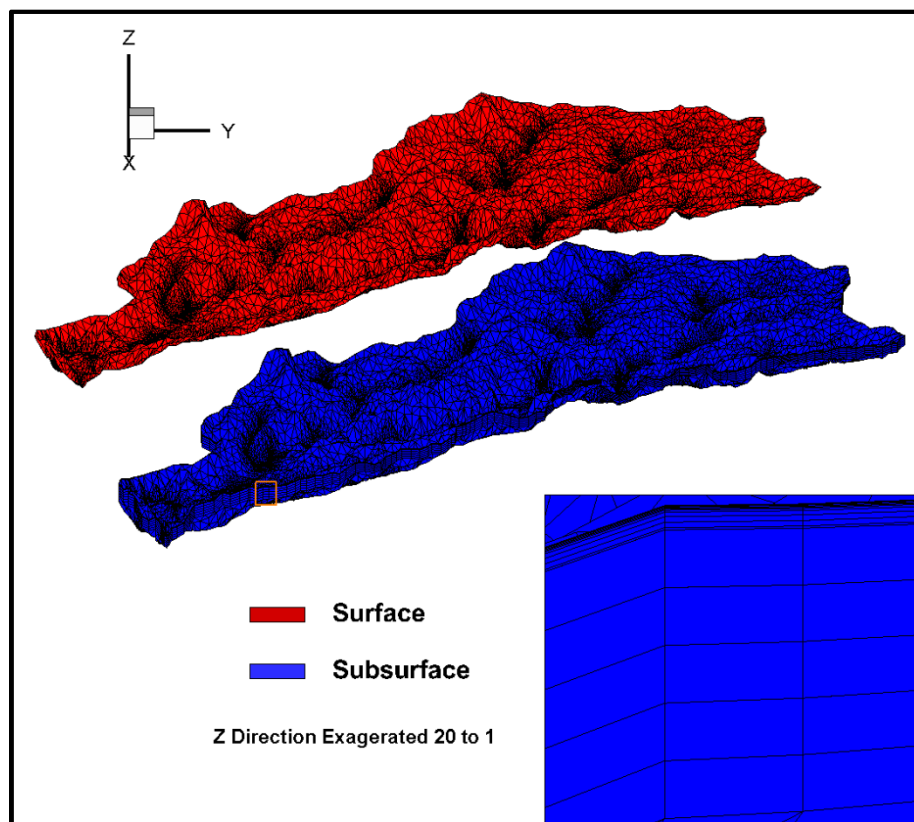 Z
Y
X
Surface
Subsurface
Z Direction Exagerated 20 to 1